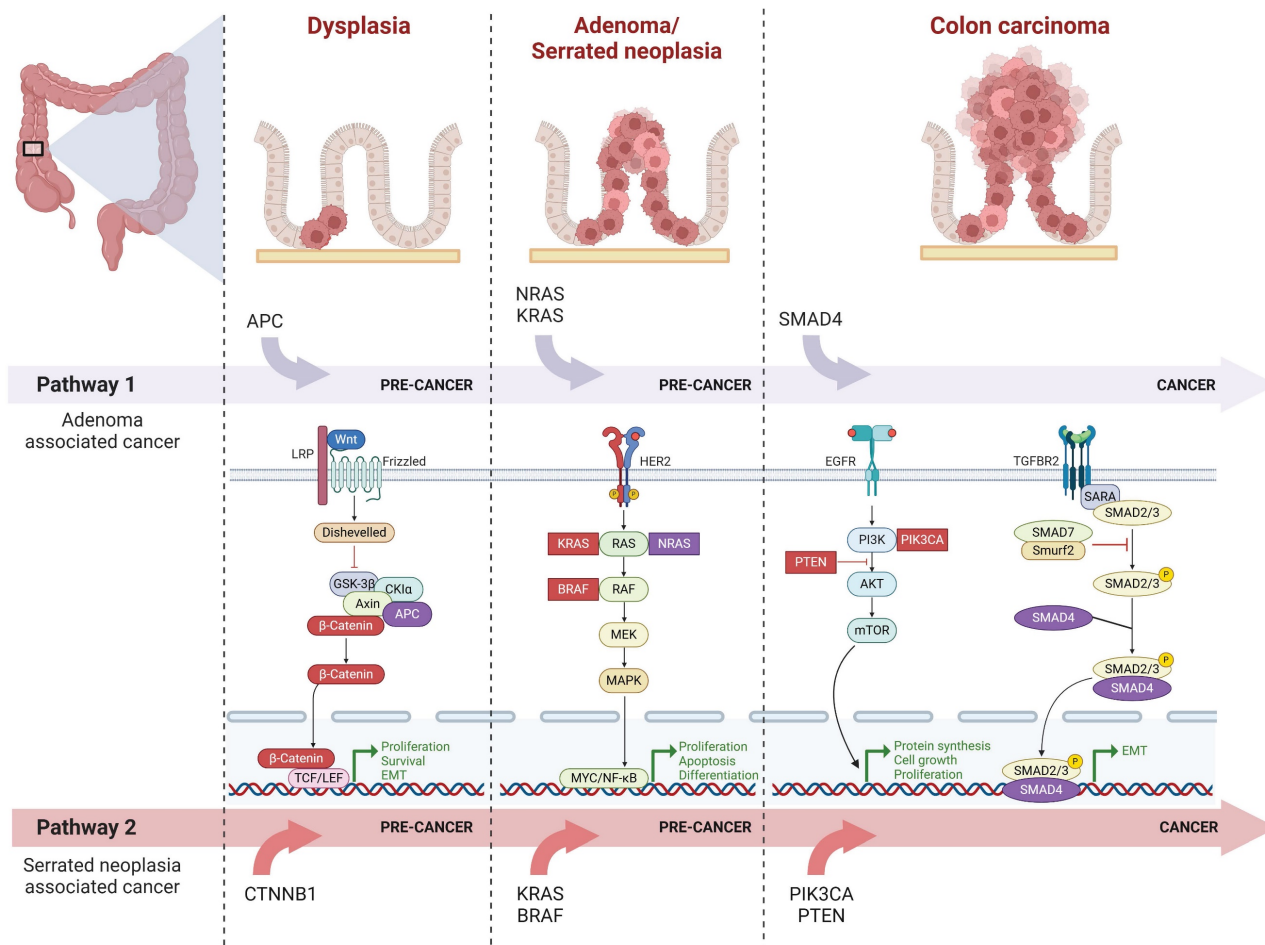 Dysplasia
Adenoma/
Serrated neoplasia
Colon carcinoma
APC
NRAS
KRAS
SMAD4
Pathway 1
PRE-CANCER
PRE-CANCER
CANCER
Adenoma
associated cancer
LRP
Wnt
Frizzled
Dishevelled
GSK-3β
CKIα
Axin
APC
β-Catenin
β-Catenin
β-Catenin
TCF/LEF
Proliferation
Survival
EMT
HER2
P
P
KRAS
RAS
NRAS
BRAF
RAF
MEK
MAPK
MYC/NF-κB
Proliferation
Apoptosis
Differentiation
EGFR
PI3K
PIK3CA
PTEN
AKT
mTOR
Protein synthesis
Cell growth
Proliferation
TGFBR2
SARA
SMAD2/3
SMAD7
Smurf2
P
SMAD2/3
SMAD4
P
SMAD2/3
SMAD4
P
SMAD2/3
SMAD4
EMT
Pathway 2
PRE-CANCER
PRE-CANCER
CANCER
Serrated neoplasia
associated cancer
CTNNB1
KRAS
BRAF
PIK3CA
PTEN